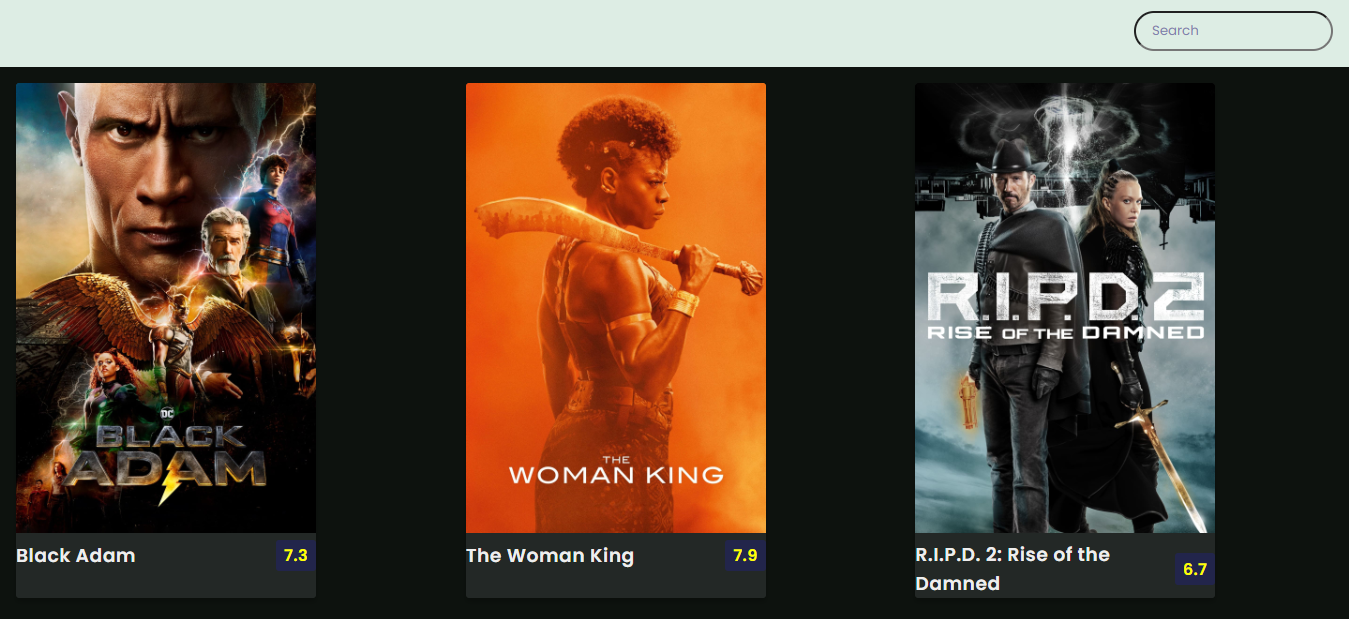 Search
DC
BLACK
ADAM
THE
WOMAN KING
R.I.P.D.2
RISE OF THE DAMNED
Black Adam
7.3
The Woman King
7.9
R.I.P.D. 2: Rise of the
Damned
6.7